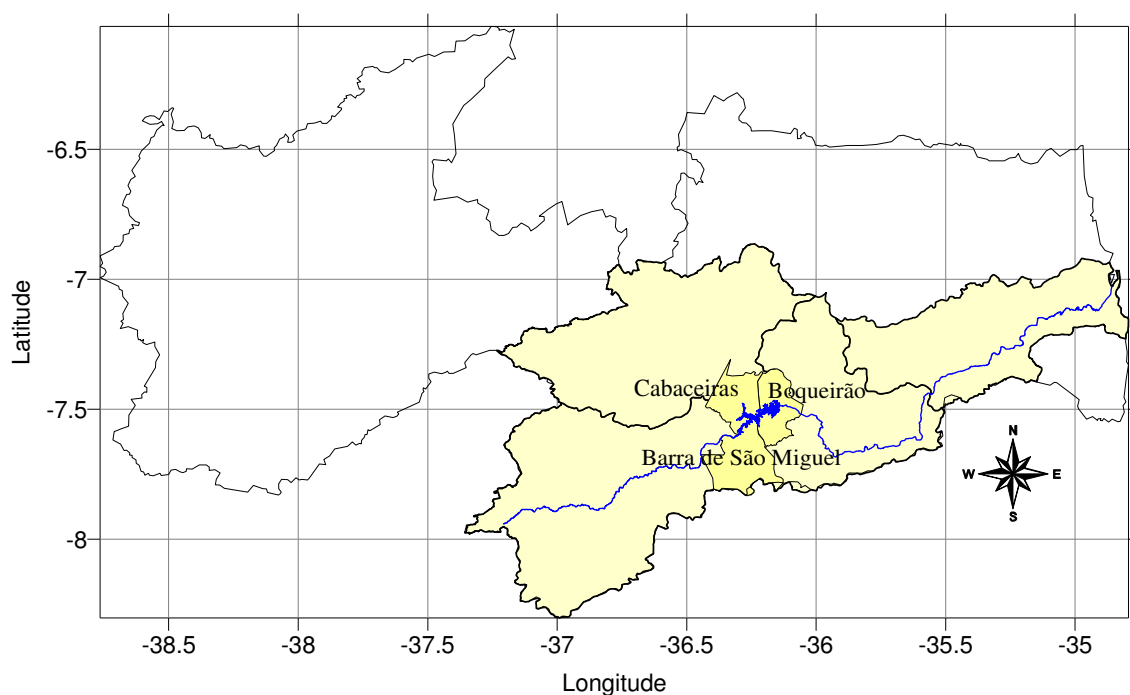 -6.5
-7
-7.5
-8
Latitude
Cabaceiras
Boqueirão
Barra de São Miguel
N
W
E
S
-38.5
-38
-37.5
-37
-36.5
-36
-35.5
-35
Longitude